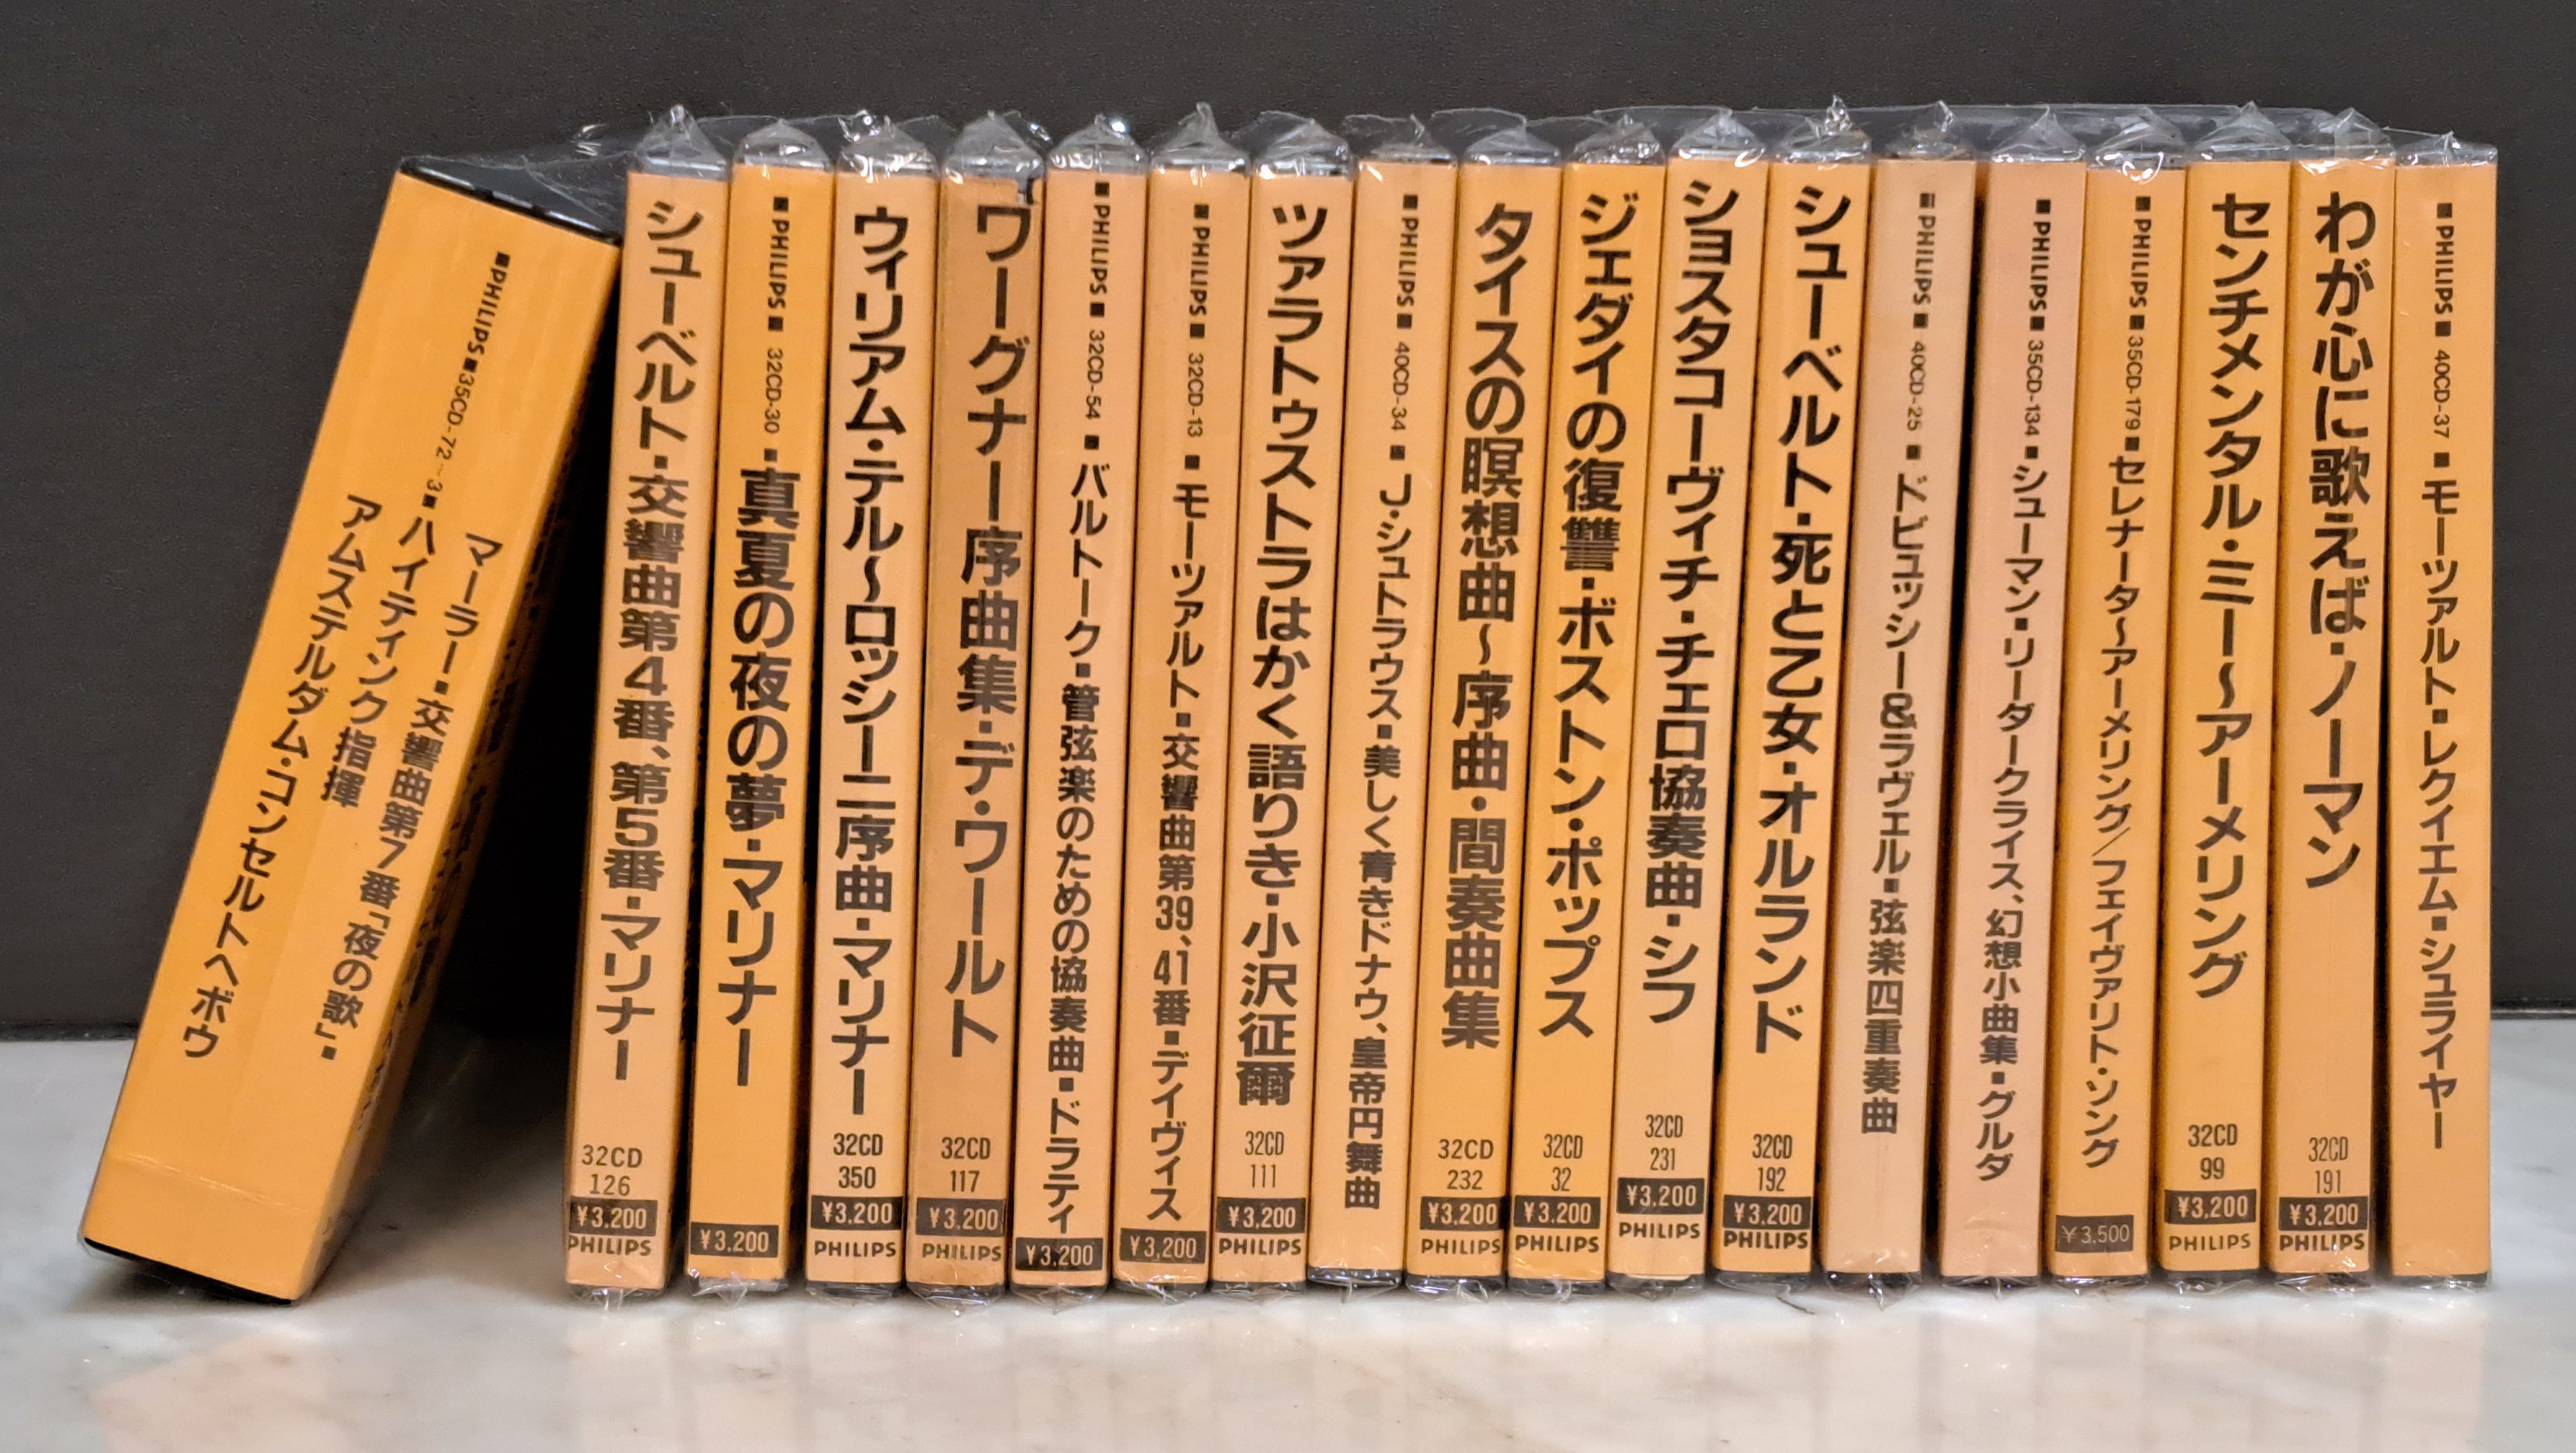 ■PHILIPS■35CD-72~3■
マーラー・交響曲第7番「夜の歌」■
ハイティンク指揮
アムステルダム・コンセルトヘボウ
シューベルト・交響曲第4番、第5番・マリナー
32CD
126
¥3,200
PHILIPS
■PHILIPS■ 32CD-30 ■真夏の夜の夢・マリナー
¥3,200
ウィリアム・テル〜ロッシーニ序曲・マリナー
32CD
350
¥3,200
PHILIPS
ワーグナー序曲集・デ・ワールト
32CD
117
¥3,200
PHILIPS
■PHILIPS■ 32CD-54 ■バルトーク・管弦楽のための協奏曲・ドラティ
¥3,200
■PHILIPS■ 32CD-13 ■モーツァルト・交響曲第39、41番・デイヴィス
¥3,200
ツァラトゥストラはかく語りき・小沢征爾
32CD
111
¥3,200
PHILIPS
■PHILIPS■ 40CD-34 ■J・シュトラウス・美しく青きドナウ、皇帝円舞曲
タイスの瞑想曲〜序曲・間奏曲集
32CD
232
¥3,200
PHILIPS
ジェダイの復讐・ボストン・ポップス
32CD
32
¥3,200
PHILIPS
ショスタコーヴィチ・チェロ協奏曲・シフ
32CD
231
¥3,200
PHILIPS
シューベルト・死と乙女・オルランド
32CD
192
¥3,200
PHILIPS
■PHILIPS■ 40CD-25 ■ドビュッシー&ラヴェル・弦楽四重奏曲
■PHILIPS■ 35CD-134 ■シューマン・リーダークライス、幻想小曲集・グルダ
■PHILIPS■35CD-179■セレナータ〜アーメリング/フェイヴァリト・ソング
¥3,500
センチメンタル・ミー〜アーメリング
32CD
99
¥3,200
PHILIPS
わが心に歌えば・ノーマン
32CD
191
¥3,200
PHILIPS
■PHILIPS■ 40CD-37 ■モーツァルト・レクイエム・シュライヤー